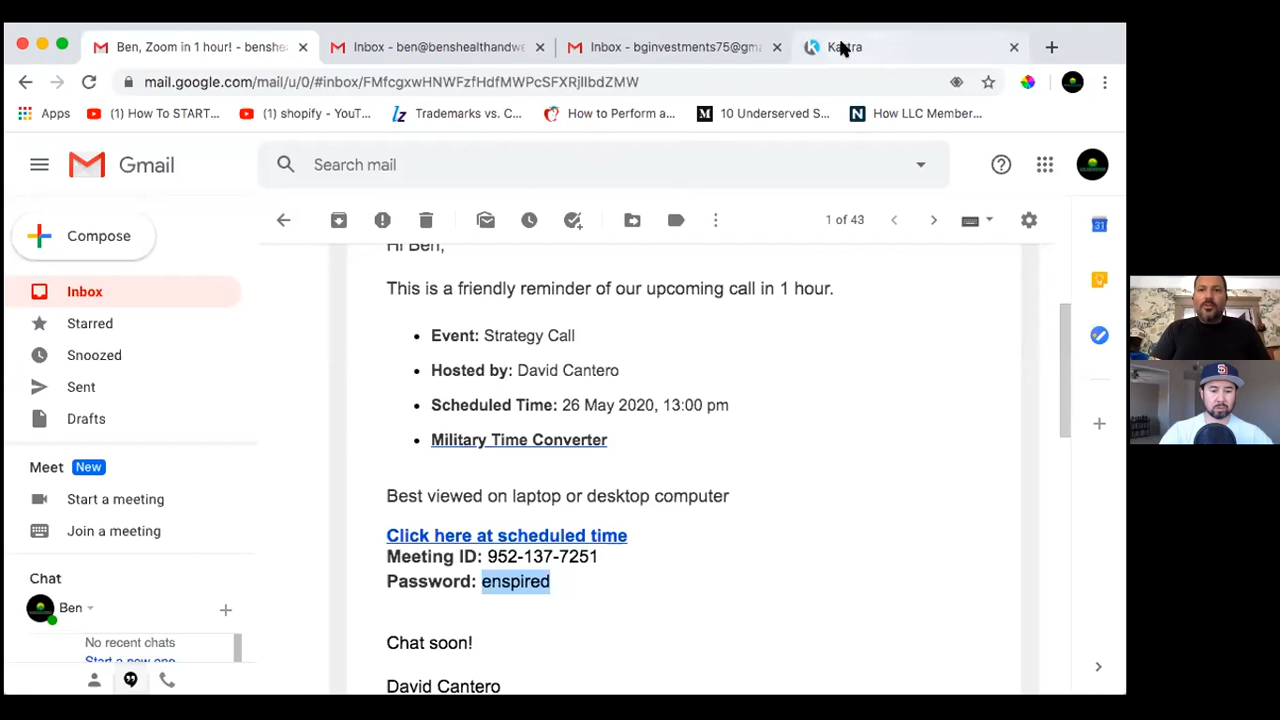 Ben, Zoom in 1 hour! - benshe
Inbox - ben@benshealthandwe
Inbox - bginvestments75@gma
mail.google.com/mail/u/0/#inbox/FMfcgxwHNWFzfHdfMWPcSFXRjllbdZMW
Apps
(1) How To START...
(1) shopify - YouT...
Trademarks vs. C...
How to Perform a...
10 Underserved S...
How LLC Member...
Gmail
Search mail
Compose
1 of 43
Inbox
Starred
Snoozed
Sent
Drafts
Meet New
Start a meeting
Join a meeting
Chat
Ben
No recent chats
Start a new one
Hi Ben,
This is a friendly reminder of our upcoming call in 1 hour.
• Event: Strategy Call
• Hosted by: David Cantero
• Scheduled Time: 26 May 2020, 13:00 pm
• Military Time Converter
Best viewed on laptop or desktop computer
Click here at scheduled time
Meeting ID: 952-137-7251
Password: enspired
Chat soon!
David Cantero